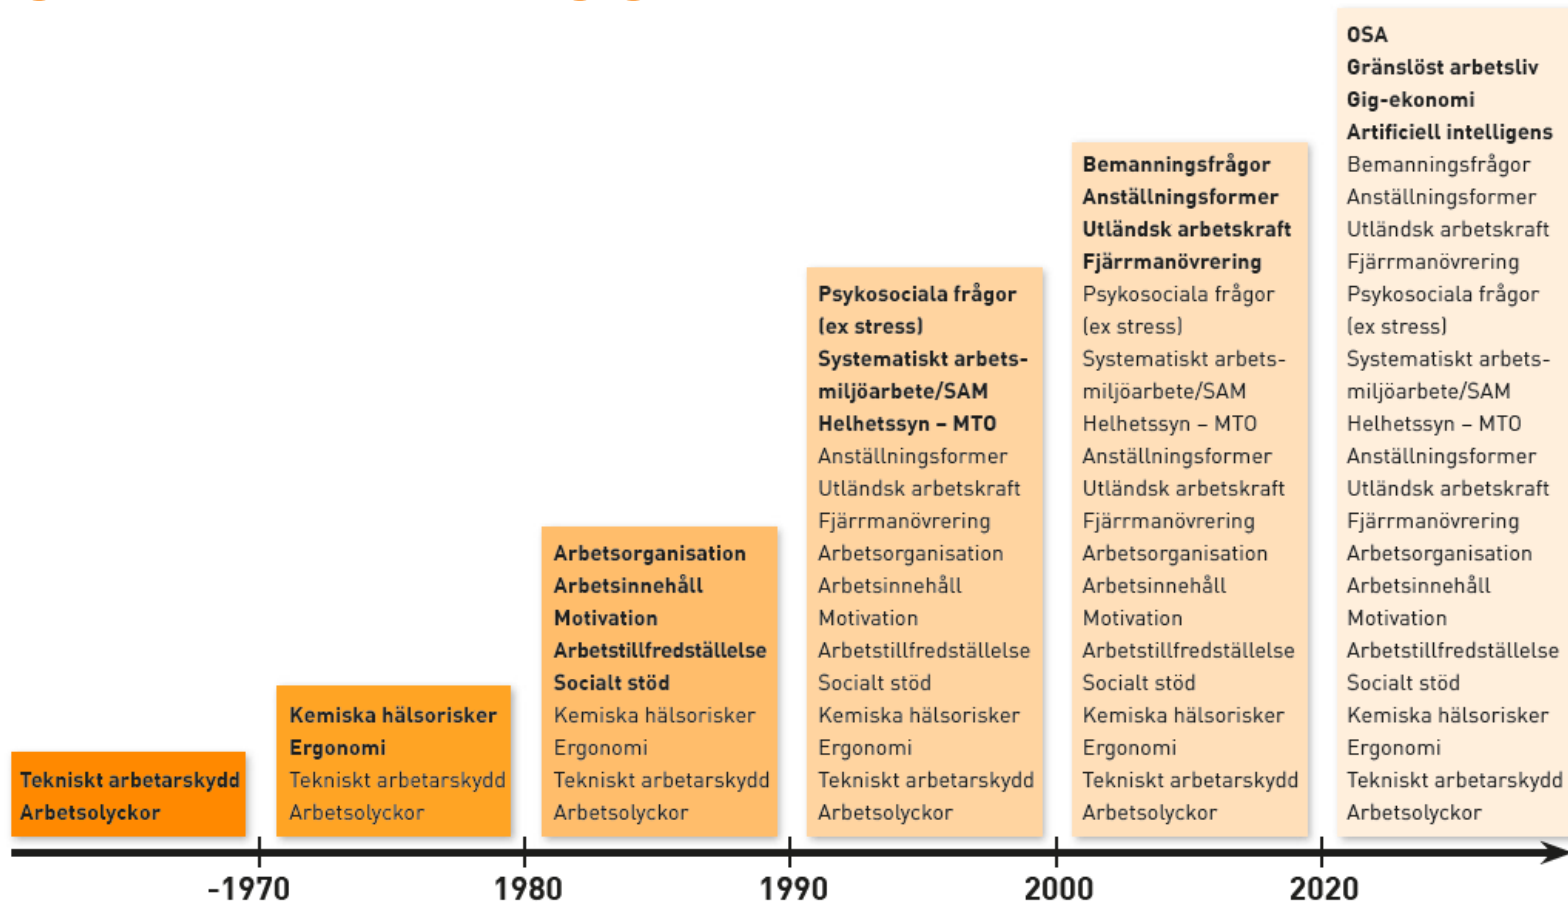 Tekniskt arbetarskydd
Arbetsolyckor
Kemiska hälsorisker
Ergonomi
Tekniskt arbetarskydd
Arbetsolyckor
Arbetsorganisation
Arbetsinnehåll
Motivation
Arbetstillfredställelse
Socialt stöd
Kemiska hälsorisker
Ergonomi
Tekniskt arbetarskydd
Arbetsolyckor
Psykosociala frågor
(ex stress)
Systematiskt arbets-
miljöarbete/SAM
Helhetssyn – MTO
Anställningsformer
Utländsk arbetskraft
Fjärrmanövrering
Arbetsorganisation
Arbetsinnehåll
Motivation
Arbetstillfredställelse
Socialt stöd
Kemiska hälsorisker
Ergonomi
Tekniskt arbetarskydd
Arbetsolyckor
Bemanningsfrågor
Anställningsformer
Utländsk arbetskraft
Fjärrmanövrering
Psykosociala frågor
(ex stress)
Systematiskt arbets-
miljöarbete/SAM
Helhetssyn – MTO
Anställningsformer
Utländsk arbetskraft
Fjärrmanövrering
Arbetsorganisation
Arbetsinnehåll
Motivation
Arbetstillfredställelse
Socialt stöd
Kemiska hälsorisker
Ergonomi
Tekniskt arbetarskydd
Arbetsolyckor
OSA
Gränslöst arbetsliv
Gig-ekonomi
Artificiell intelligens
Bemanningsfrågor
Anställningsformer
Utländsk arbetskraft
Fjärrmanövrering
Psykosociala frågor
(ex stress)
Systematiskt arbets-
miljöarbete/SAM
Helhetssyn – MTO
Anställningsformer
Utländsk arbetskraft
Fjärrmanövrering
Arbetsorganisation
Arbetsinnehåll
Motivation
Arbetstillfredställelse
Socialt stöd
Kemiska hälsorisker
Ergonomi
Tekniskt arbetarskydd
Arbetsolyckor
-1970
1980
1990
2000
2020